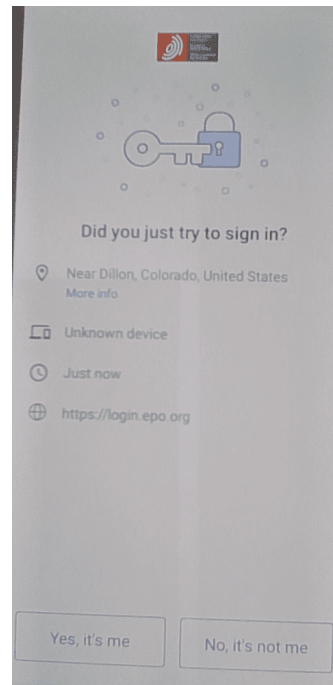 Did you just try to sign in?
Near Dillon, Colorado, United States
More info
Unknown device
Just now
https://login.epo.org
Yes, it's me
No, it's not me